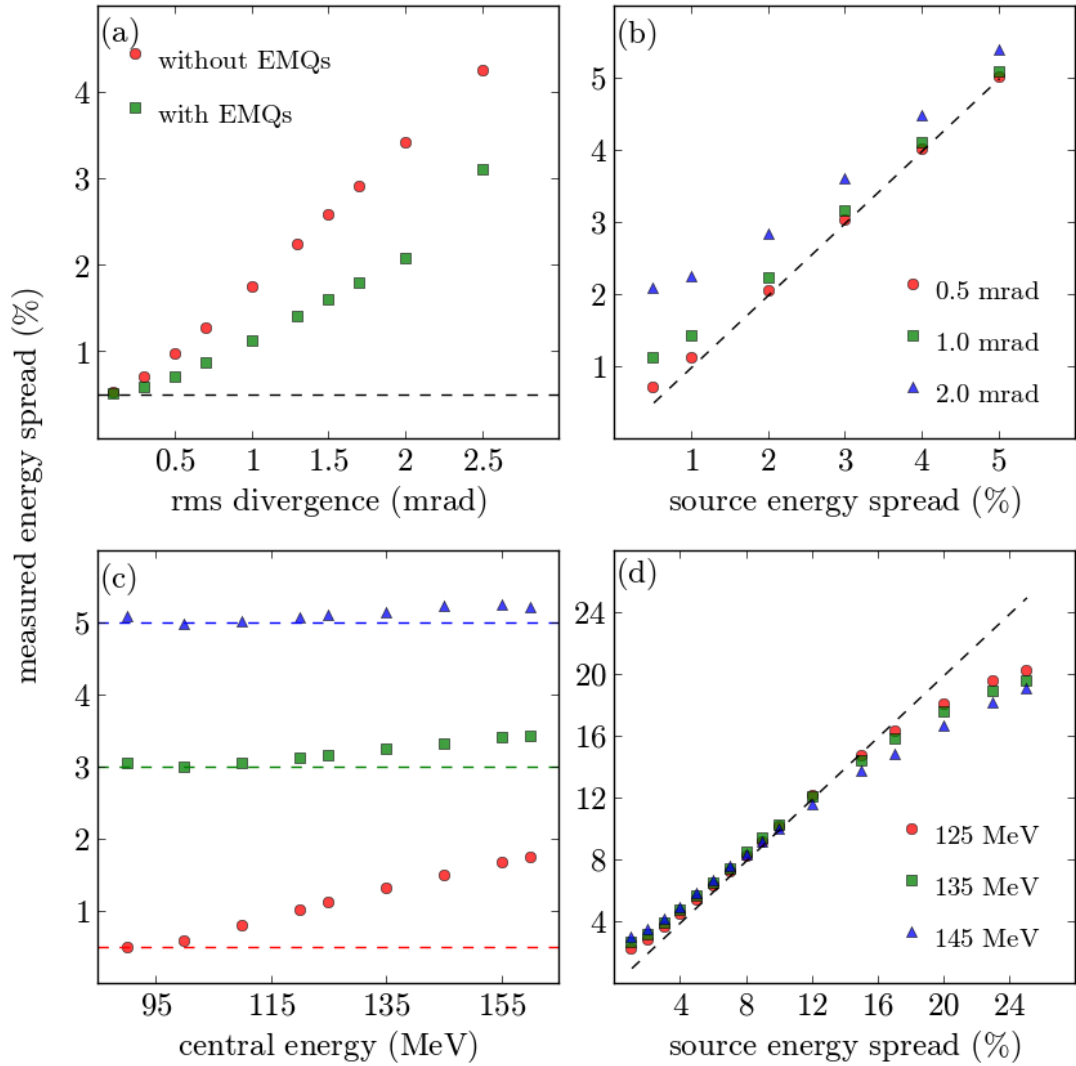 measured energy spread (%)
(a)
without EMQs
with EMQs
4
3
2
1
0.5 1 1.5 2 2.5
rms divergence (mrad)
(b)
5
4
3
2
1
0.5 mrad
1.0 mrad
2.0 mrad
1 2 3 4 5
source energy spread (%)
(c)
5
4
3
2
1
95 115 135 155
central energy (MeV)
(d)
24
20
16
12
8
4
125 MeV
135 MeV
145 MeV
4 8 12 16 20 24
source energy spread (%)